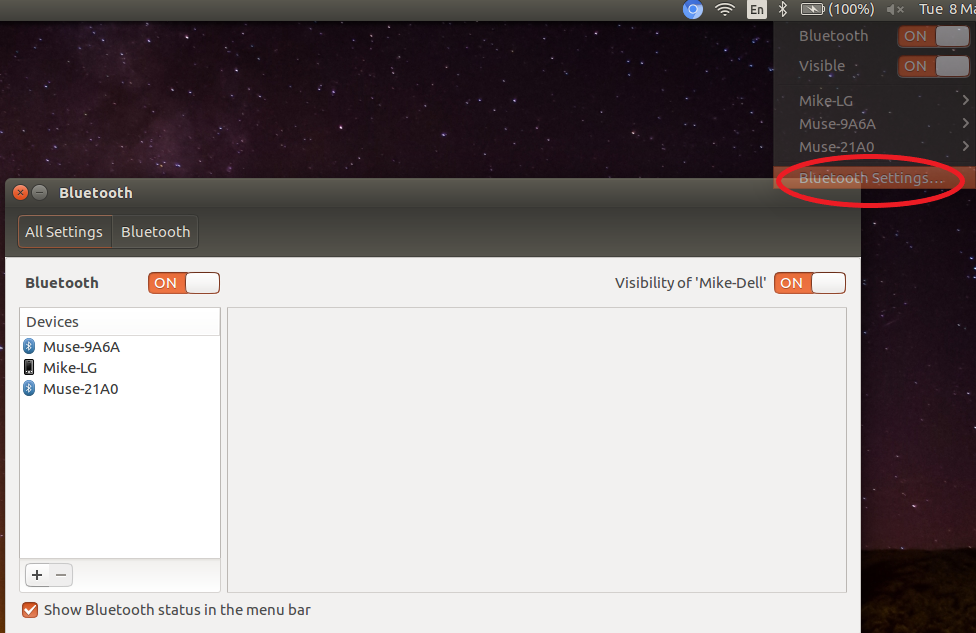 En (100%) Tue 8 Ma
Bluetooth ON
Visible ON
Mike-LG
Muse-9A6A
Muse-21A0
Bluetooth Settings...
Bluetooth
All Settings Bluetooth
Bluetooth ON Visibility of 'Mike-Dell' ON
Devices
Muse-9A6A
Mike-LG
Muse-21A0
Show Bluetooth status in the menu bar